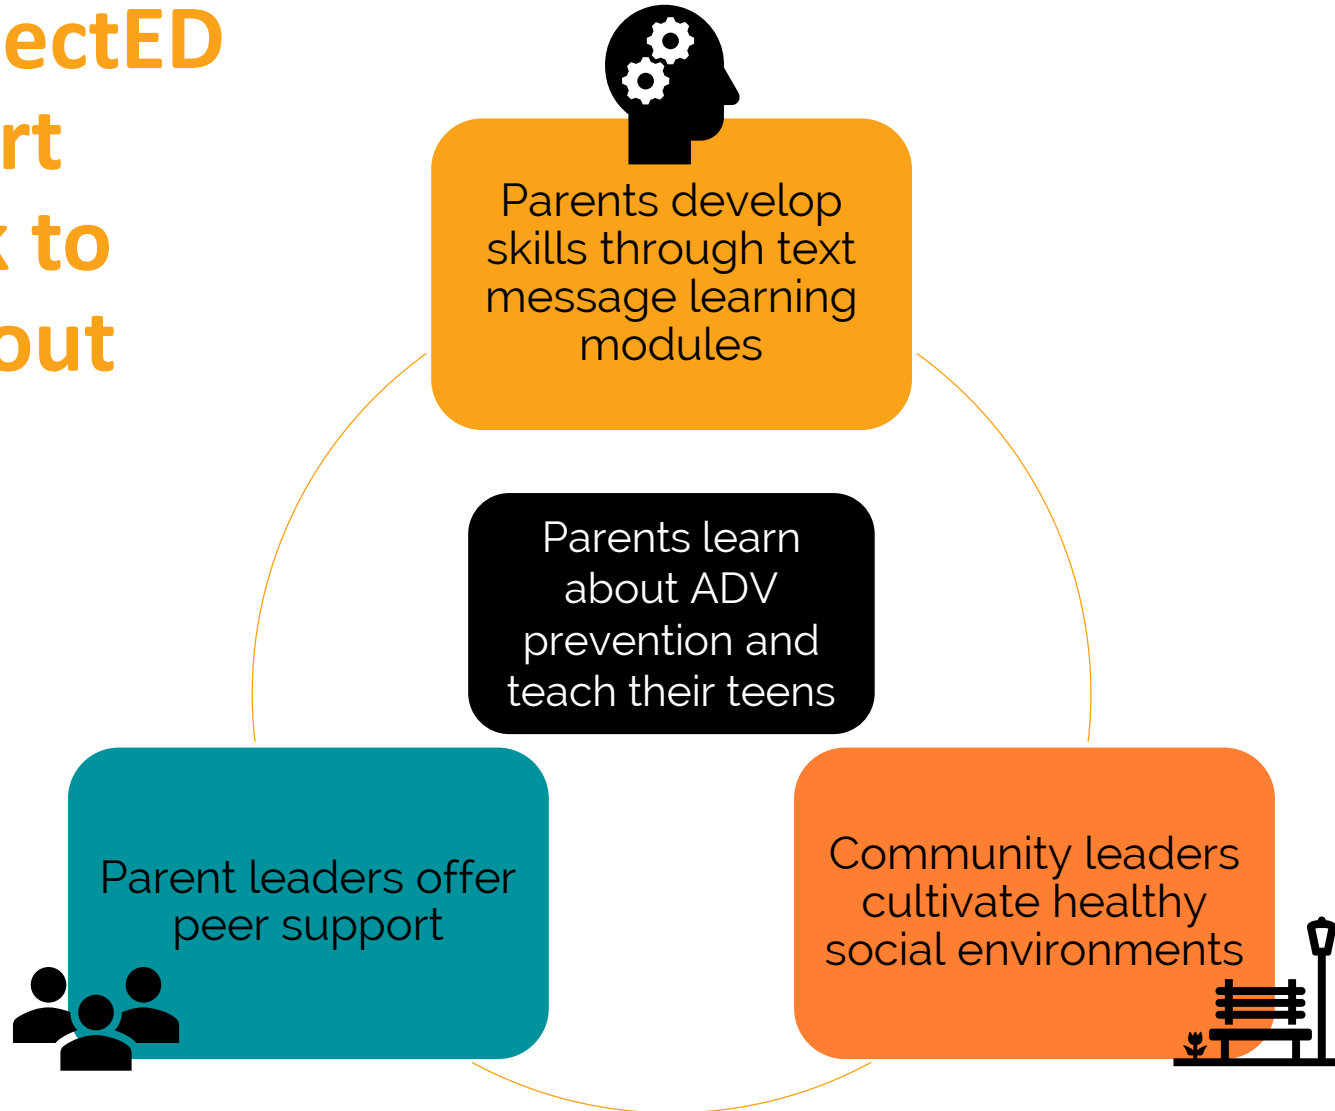 ectED
rt
to
out
Parents develop
skills through text
message learning
modules
Parents learn
about ADV
prevention and
teach their teens
Parent leaders offer
peer support
Community leaders
cultivate healthy
social environments